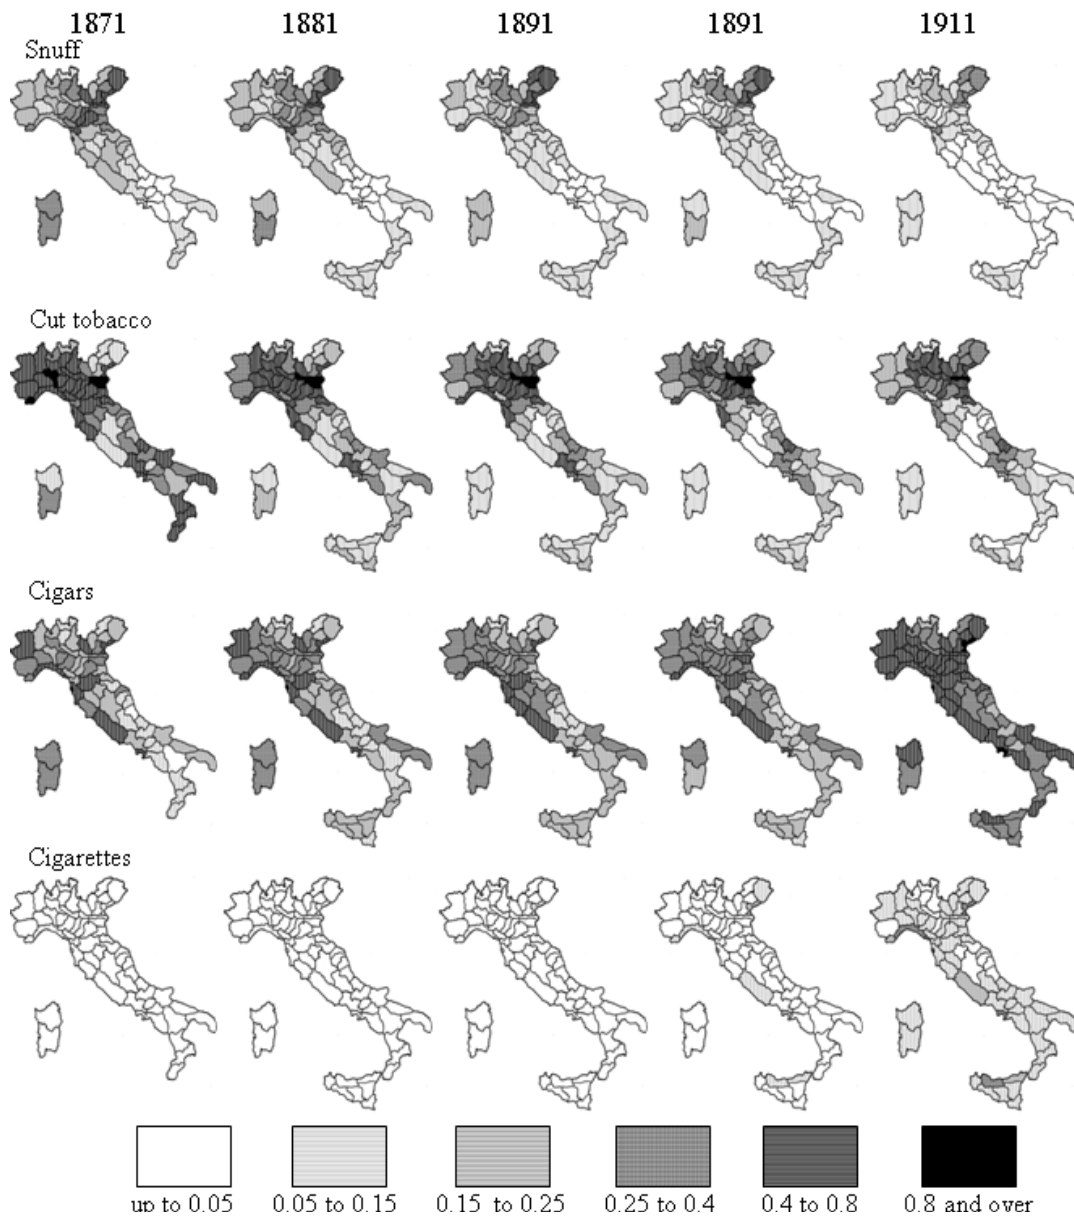 1871 1881 1891 1891 1911
Snuff
Cut tobacco
Cigars
Cigarettes
up to 0.05 0.05 to 0.15 0.15 to 0.25 0.25 to 0.4 0.4 to 0.8 0.8 and over